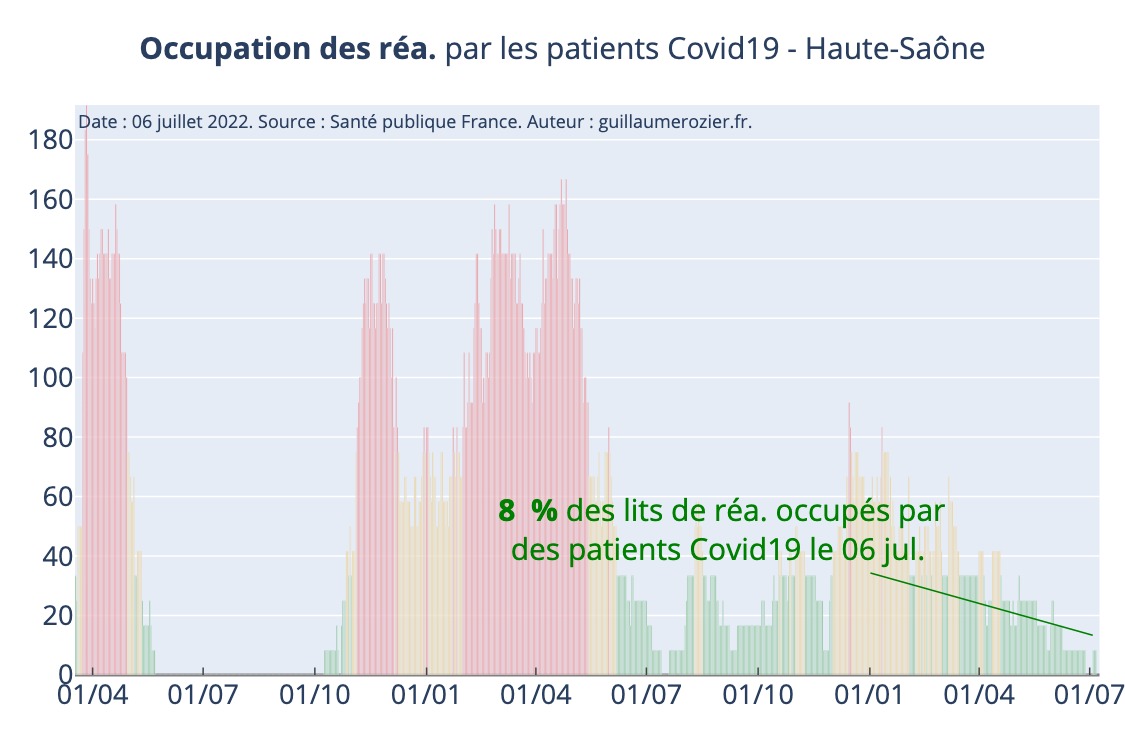 Occupation des réa. par les patients Covid19 - Haute-Saône
Date : 06 juillet 2022. Source : Santé publique France. Auteur : guillaumerozier.fr.
180
160
140
120
100
80
60
40
20
0
8 % des lits de réa. occupés par
des patients Covid19 le 06 jul.
01/04 01/07 01/10 01/01 01/04 01/07 01/10 01/01 01/04 01/07